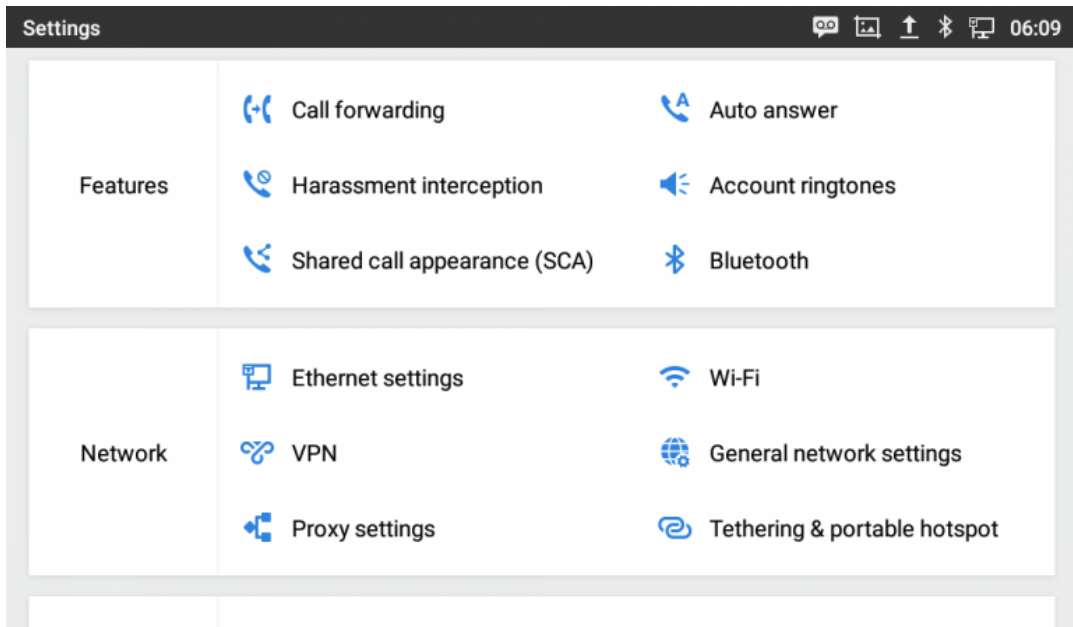 Settings 06:09
Call forwarding Auto answer
Features Harassment interception Account ringtones
Shared call appearance (SCA) Bluetooth
Ethernet settings Wi-Fi
Network VPN General network settings
Proxy settings Tethering & portable hotspot